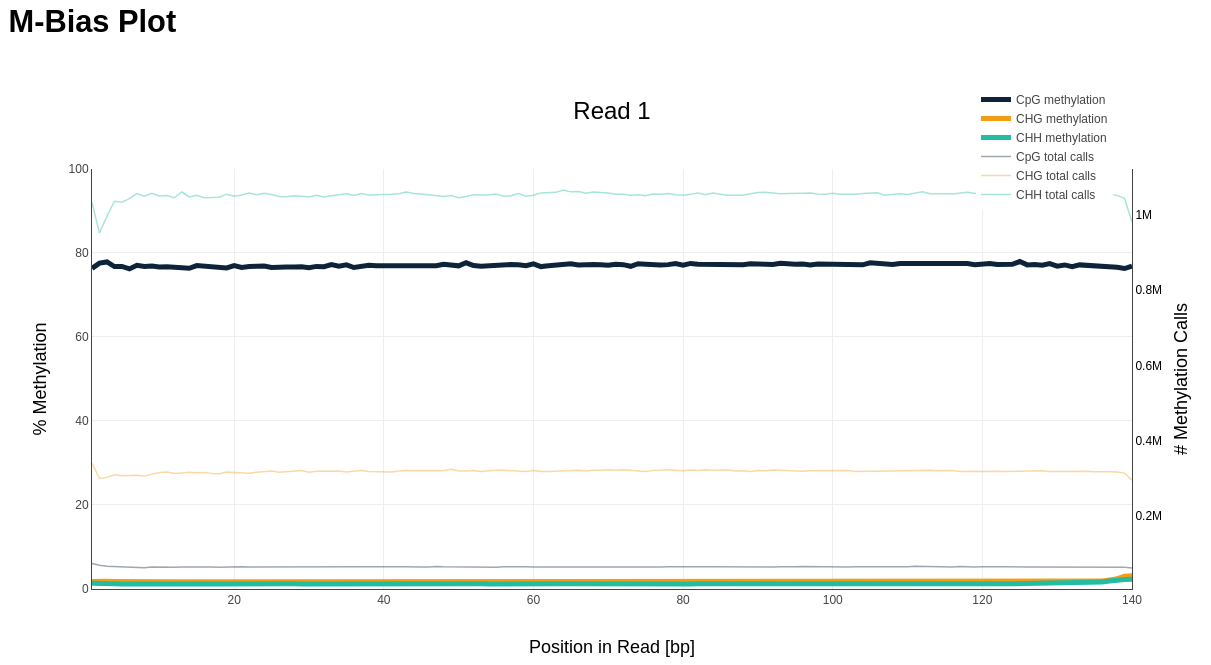 M-Bias Plot
Read 1
CpG methylation
CHG methylation
CHH methylation
CpG total calls
CHG total calls
CHH total calls
100
80
60
40
20
0
% Methylation
1M
0.8M
0.6M
0.4M
0.2M
# Methylation Calls
20
40
60
80
100
120
140
Position in Read [bp]